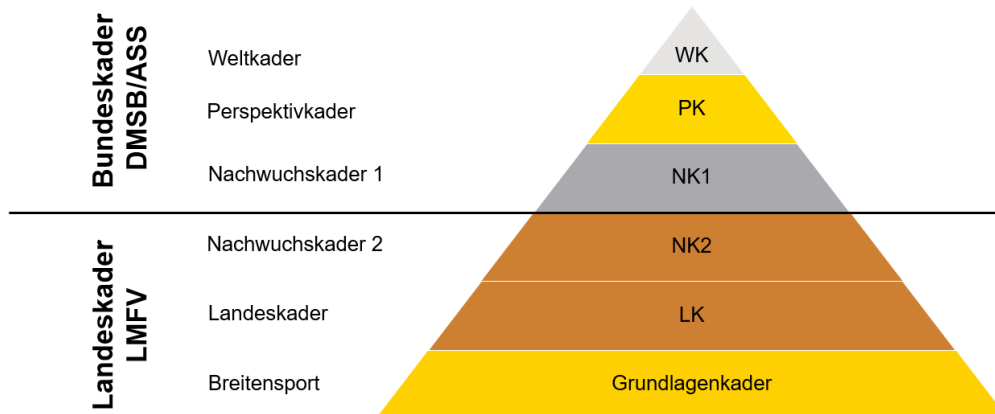 Bundeskader
DMSB/ASS
Weltkader
WK
Perspektivkader
PK
Nachwuchskader 1
NK1
Landeskader
LMFV
Nachwuchskader 2
NK2
Landeskader
LK
Breitensport
Grundlagenkader